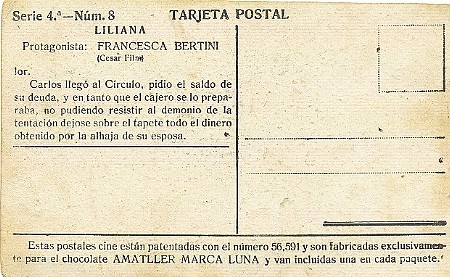 Serie 4.ª—Núm. 8 TARJETA POSTAL
LILIANA
Protagonista: FRANCESCA BERTINI
(Cesar Film)
lor.
Carlos llegó al Círculo, pidio el saldo de
su deuda, y en tanto que el cajero se lo prepa-
raba, no pudiendo resistir al demonio de la
tentación dejose sobre el tapete todo el dinero
obtenido por la alhaja de su esposa.
Estas postales cine están patentadas con el número 56,591 y son fabricadas exclusivamen-
te para el chocolate AMATLLER MARCA LUNA y van incluidas una en cada paquete.